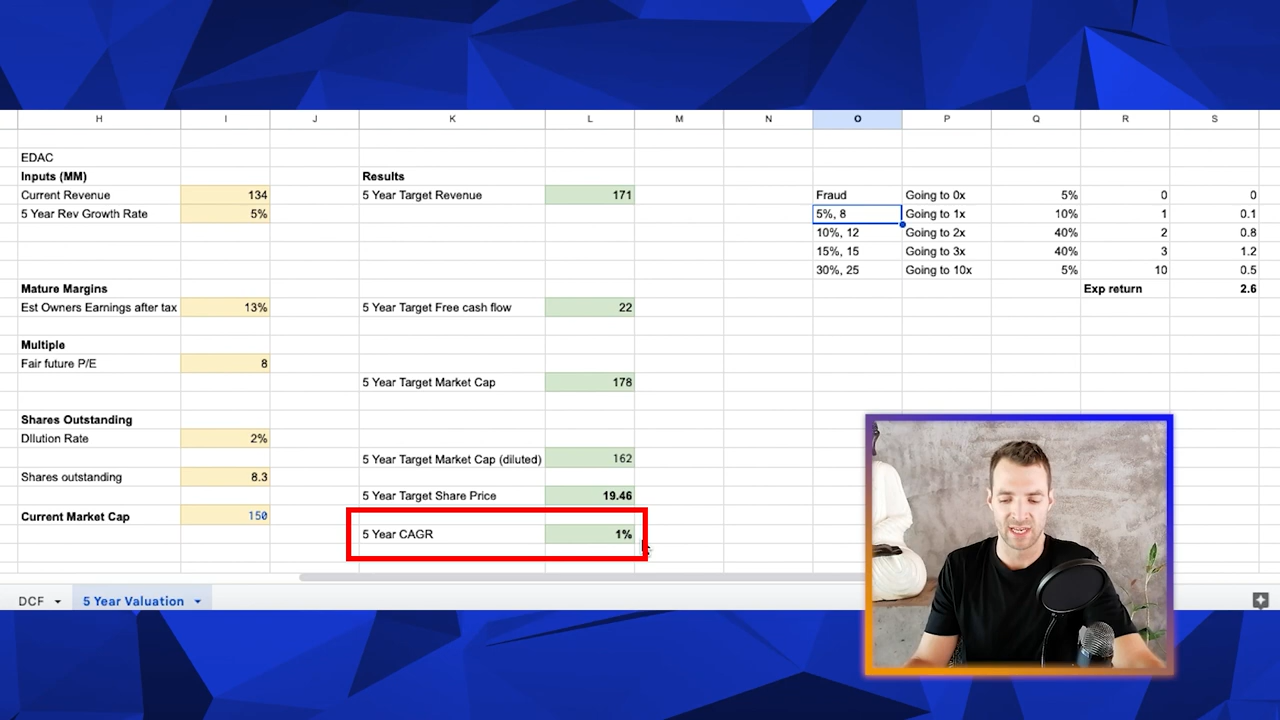 H I J K L M N O P Q R S
EDAC
Inputs (MM) Results
Current Revenue 134 5 Year Target Revenue 171 Fraud Going to 0x 5% 0 0
5 Year Rev Growth Rate 5% 5%, 8 Going to 1x 10% 1 0.1
10%, 12 Going to 2x 40% 2 0.8
15%, 15 Going to 3x 40% 3 1.2
30%, 25 Going to 10x 5% 10 0.5
Mature Margins Exp return 2.6
Est Owners Earnings after tax 13% 5 Year Target Free cash flow 22
Multiple
Fair future P/E 8
5 Year Target Market Cap 178
Shares Outstanding
DIlution Rate 2%
5 Year Target Market Cap (diluted) 162
Shares outstanding 8.3
5 Year Target Share Price 19.46
Current Market Cap 150
5 Year CAGR 1%
DCF 5 Year Valuation